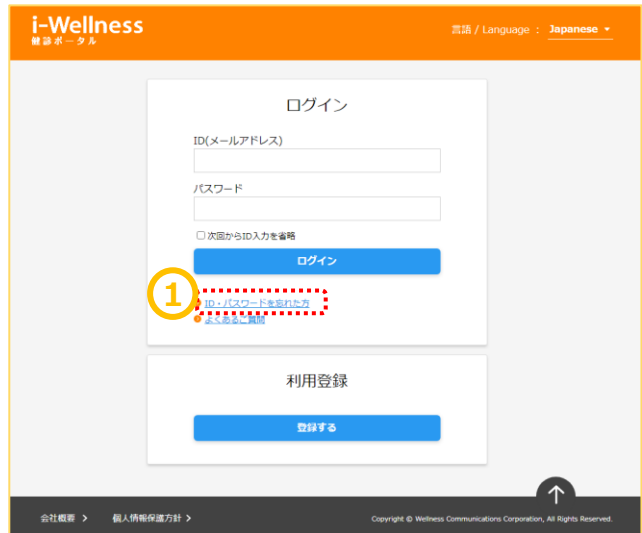 i-Wellness
健診ポータル
言語 / Language ： Japanese
ログイン
ID(メールアドレス)
パスワード
次回からID入力を省略
ログイン
1
ID・パスワードを忘れた方
よくあるご質問
利用登録
登録する
会社概要
個人情報保護方針
Copyright © Wellness Communications Corporation, All Rights Reserved.